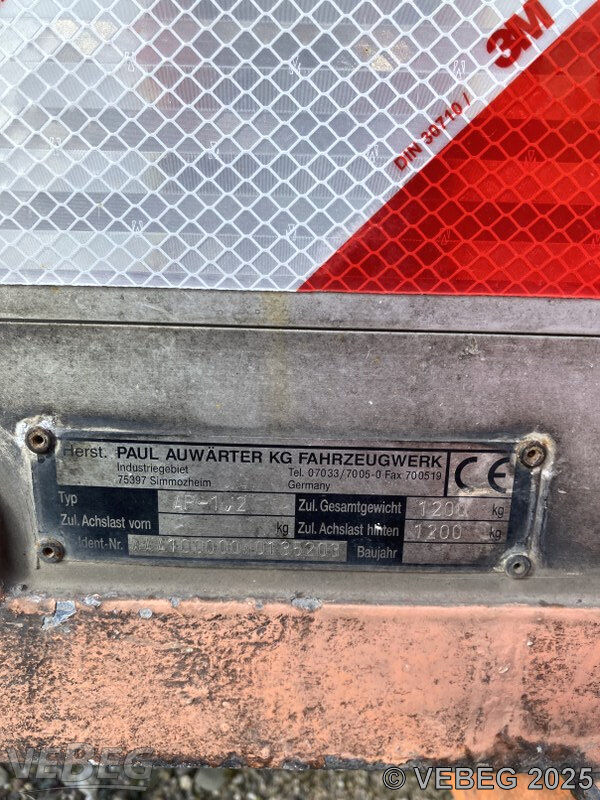 3M
DIN 30710 /
Herst. PAUL AUWÄRTER KG FAHRZEUGWERK
Industriegebiet Tel. 07033/7005-0 Fax 700519
75397 Simmozheim Germany
CE
Typ Zul. Gesamtgewicht 1200 kg
Zul. Achslast vorn - kg Zul. Achslast hinten 1200 kg
Ident.-Nr. Baujahr
VEBEG
© VEBEG 2025